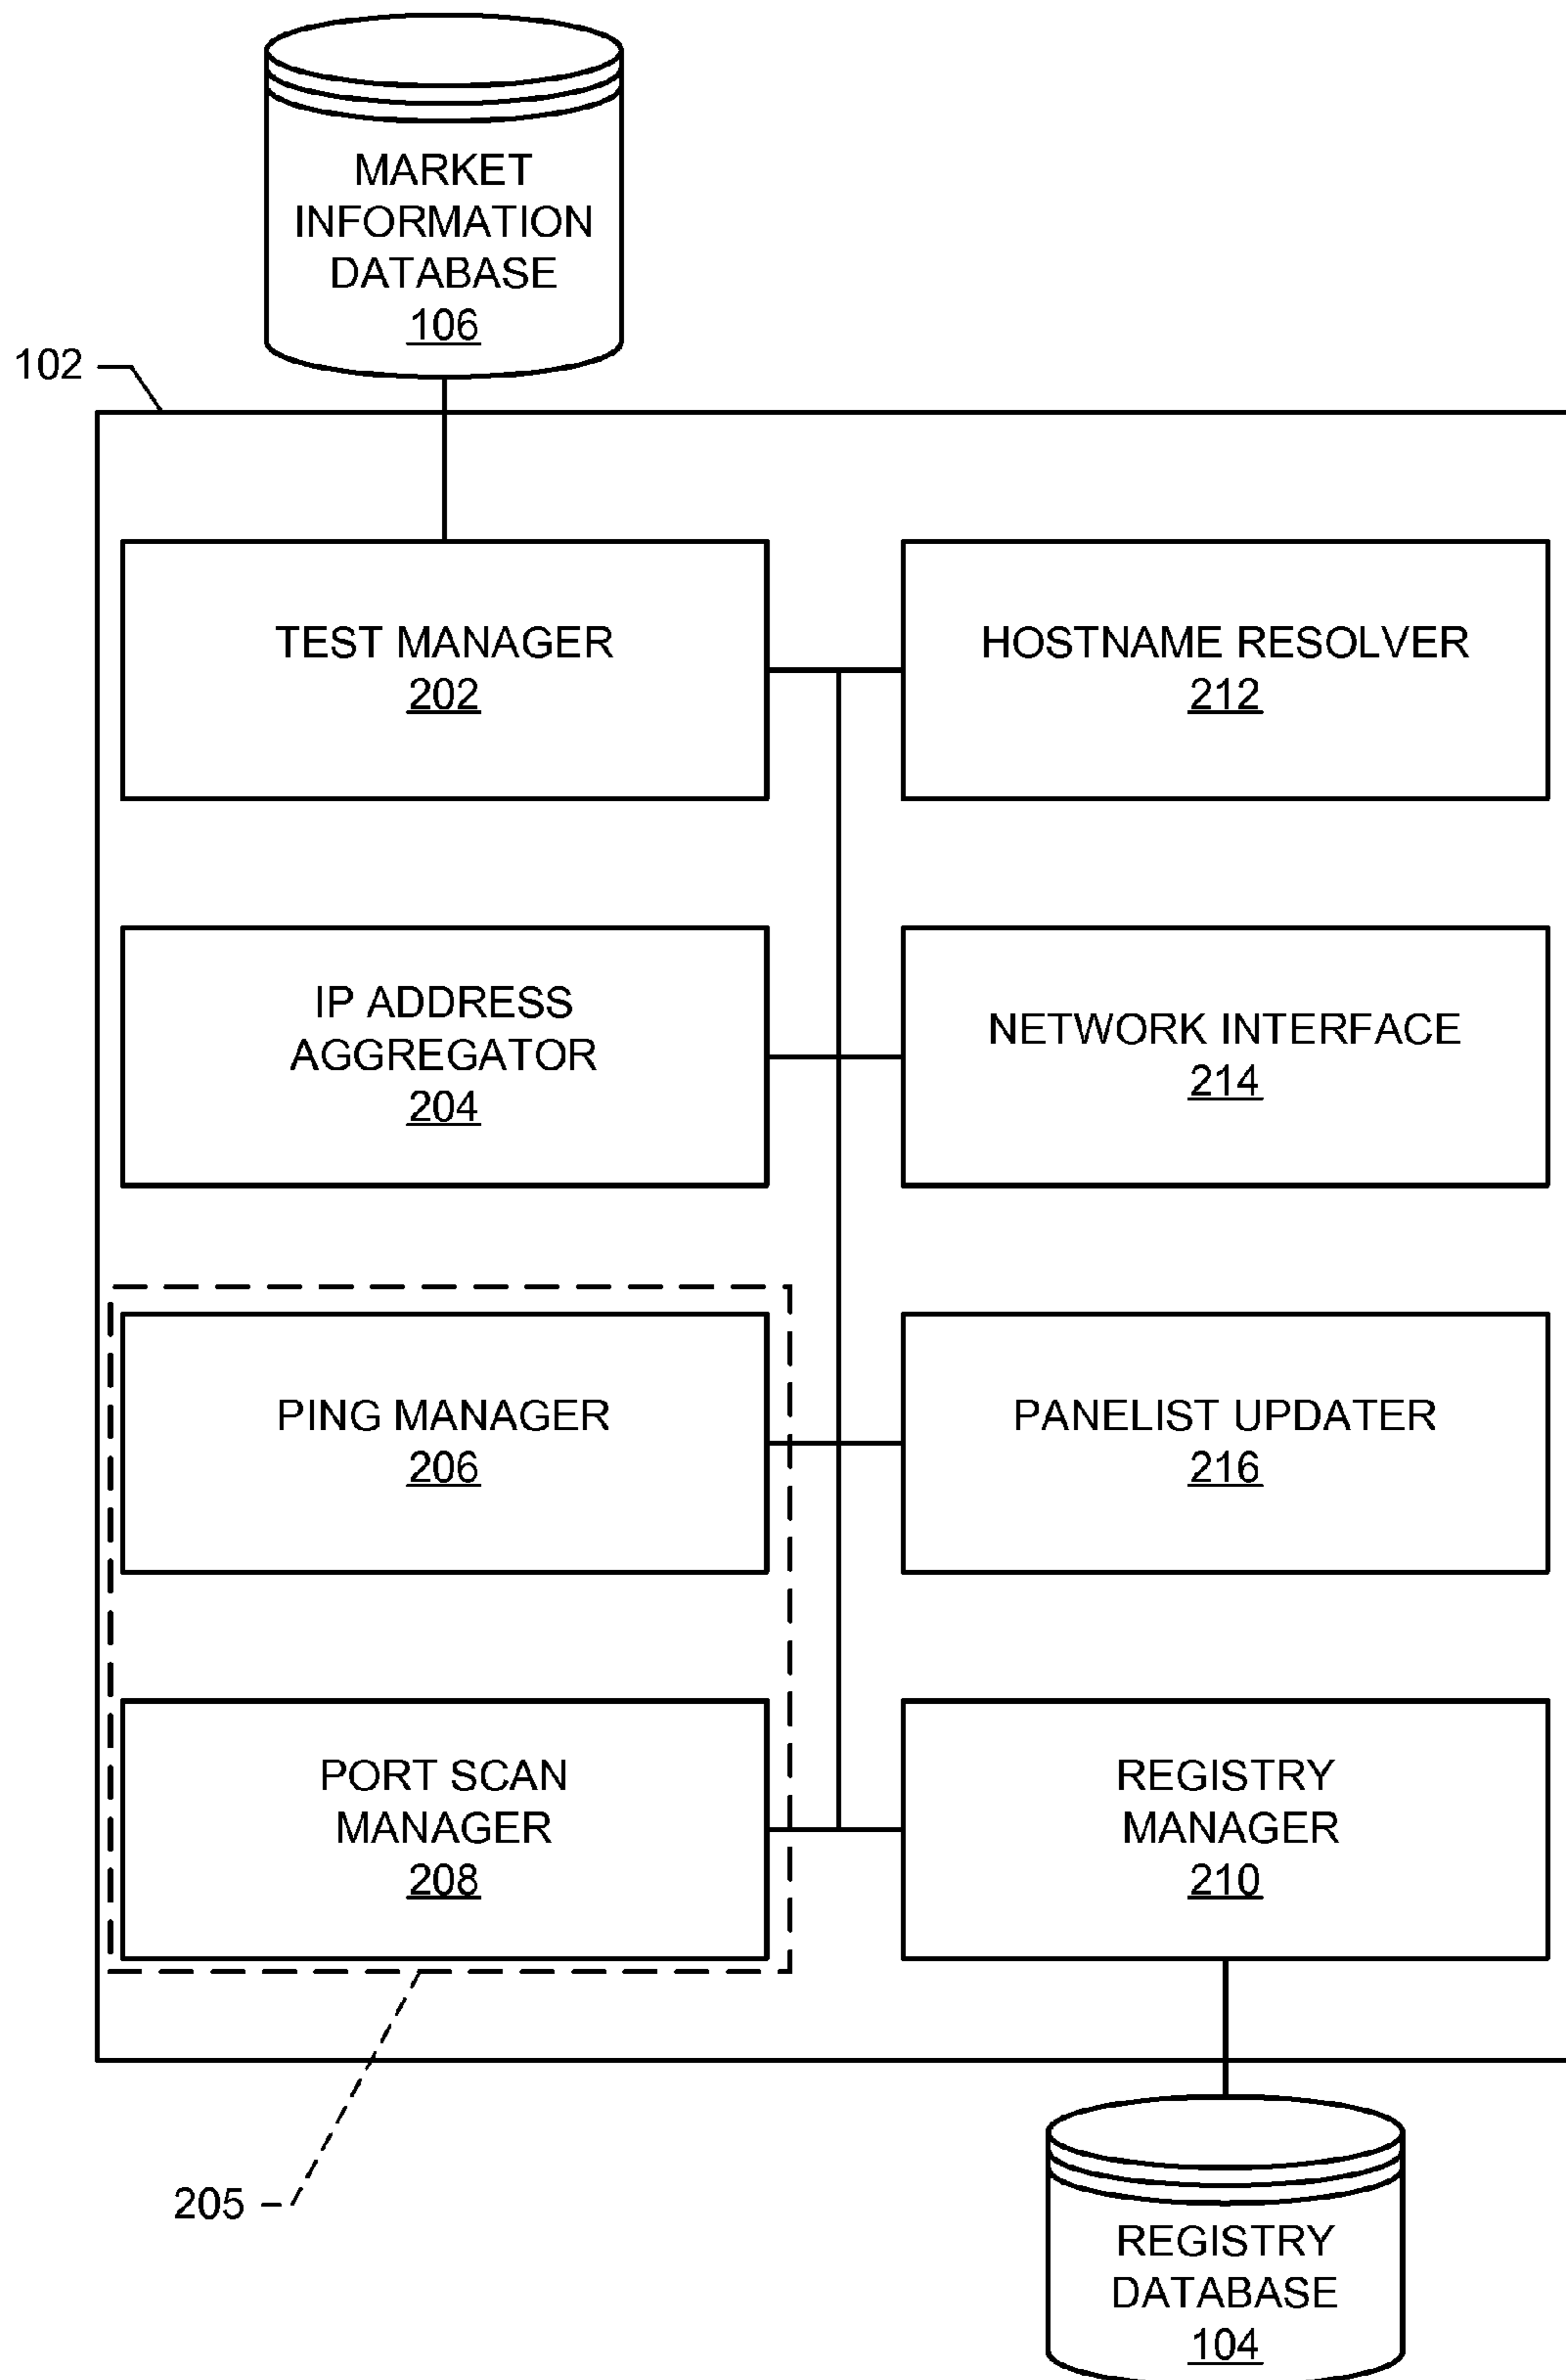 MARKET
INFORMATION
DATABASE
106
102
TEST MANAGER
202
HOSTNAME RESOLVER
212
IP ADDRESS
AGGREGATOR
204
NETWORK INTERFACE
214
PING MANAGER
206
PANELIST UPDATER
216
PORT SCAN
MANAGER
208
REGISTRY
MANAGER
210
205
REGISTRY
DATABASE
104